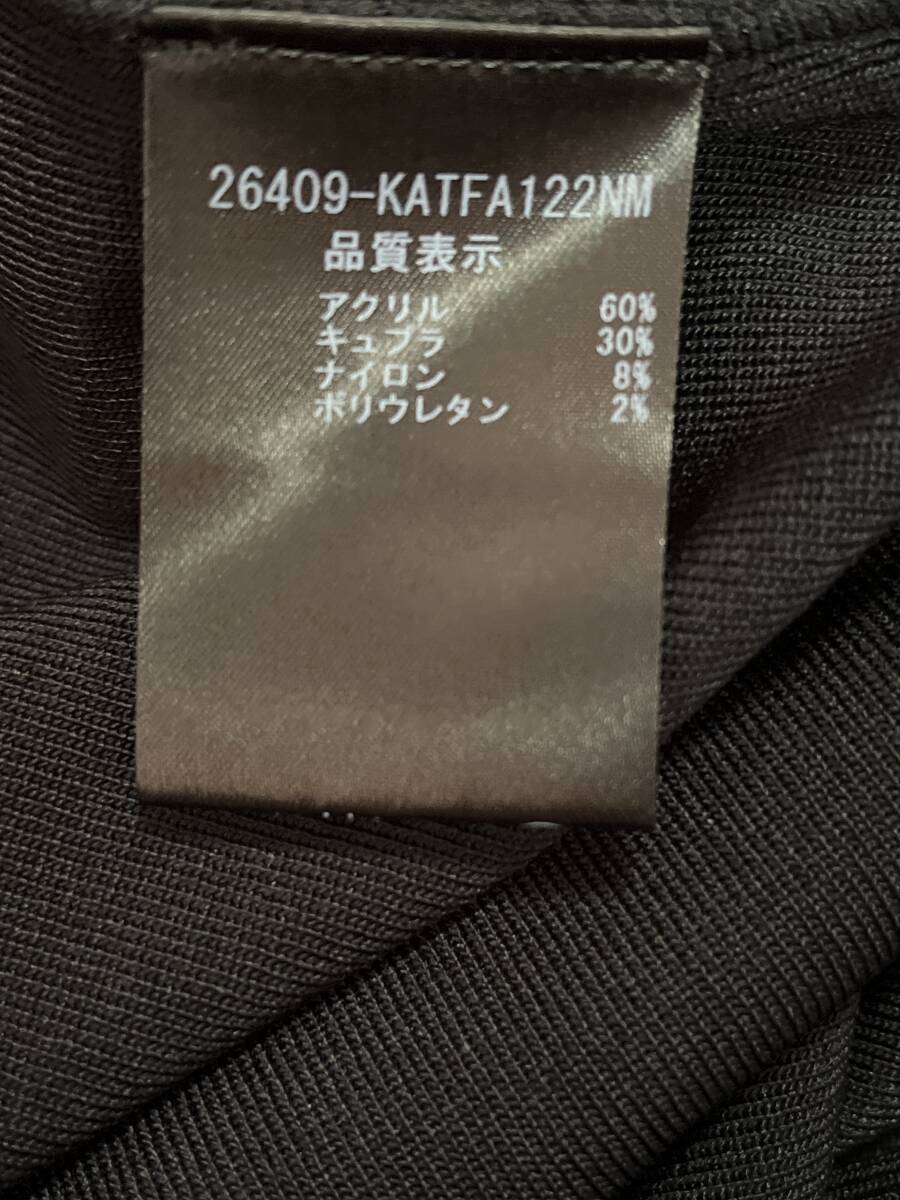 26409-KATFA122NM
品質表示
アクリル 60%
キュプラ 30%
ナイロン 8%
ポリウレタン 2%